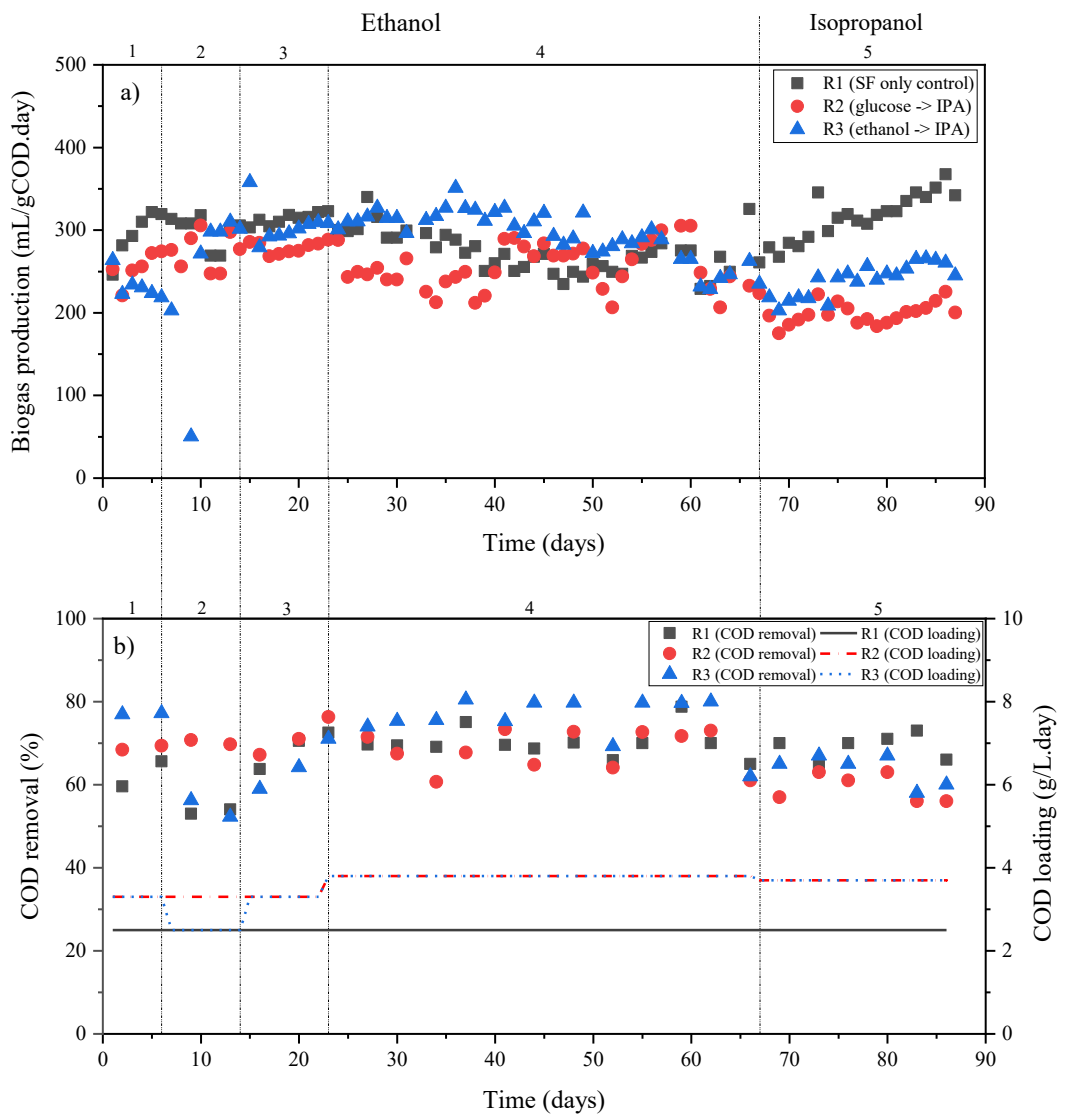 Ethanol Isopropanol
1 2 3 4 5
a)
R1 (SF only control)
R2 (glucose -> IPA)
R3 (ethanol -> IPA)
500
400
300
200
100
0
Biogas production (mL/gCOD.day)
0 10 20 30 40 50 60 70 80 90
Time (days)
1 2 3 4 5
b)
R1 (COD removal) R1 (COD loading)
R2 (COD removal) R2 (COD loading)
R3 (COD removal) R3 (COD loading)
100
80
60
40
20
0
COD removal (%)
10
8
6
4
2
0
COD loading (g/L.day)
0 10 20 30 40 50 60 70 80 90
Time (days)